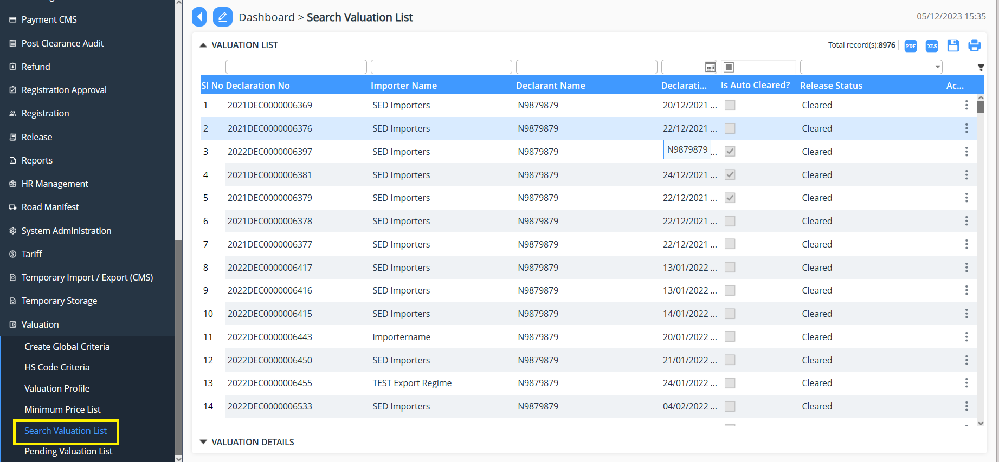 Payment CMS
Post Clearance Audit
Refund
Registration Approval
Registration
Release
Reports
HR Management
Road Manifest
System Administration
Tariff
Temporary Import / Export (CMS)
Temporary Storage
Valuation
Create Global Criteria
HS Code Criteria
Valuation Profile
Minimum Price List
Search Valuation List
Pending Valuation List
Dashboard > Search Valuation List
05/12/2023 15:35
VALUATION LIST
Total record(s):8976
PDF
XLS
Sl No Declaration No Importer Name Declarant Name Declarati... Is Auto Cleared? Release Status Ac...
1 2021DEC0000006369 SED Importers N9879879 20/12/2021 ... Cleared
2 2021DEC0000006376 SED Importers N9879879 22/12/2021 ... Cleared
N9879879
3 2022DEC0000006397 SED Importers N9879879 ... Cleared
4 2021DEC0000006381 SED Importers N9879879 24/12/2021 ... Cleared
5 2021DEC0000006379 SED Importers N9879879 22/12/2021 ... Cleared
6 2021DEC0000006378 SED Importers N9879879 22/12/2021 ... Cleared
7 2021DEC0000006377 SED Importers N9879879 22/12/2021 ... Cleared
8 2022DEC0000006417 SED Importers N9879879 13/01/2022 ... Cleared
9 2022DEC0000006416 SED Importers N9879879 13/01/2022 ... Cleared
10 2022DEC0000006415 SED Importers N9879879 14/01/2022 ... Cleared
11 2022DEC0000006443 importername N9879879 20/01/2022 ... Cleared
12 2022DEC0000006450 SED Importers N9879879 21/01/2022 ... Cleared
13 2022DEC0000006455 TEST Export Regime N9879879 24/01/2022 ... Cleared
14 2022DEC0000006533 SED Importers N9879879 04/02/2022 ... Cleared
VALUATION DETAILS